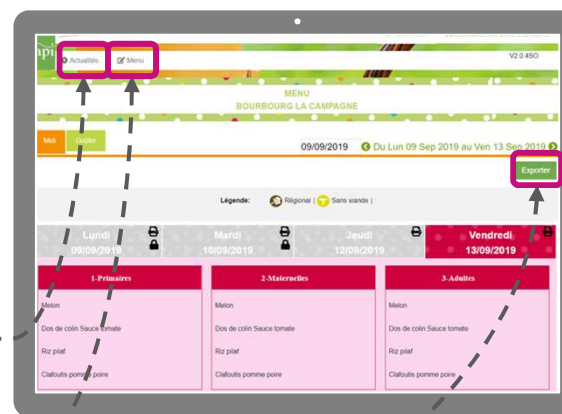 Actualités Menu V2.0 4SO
MENU
BOURBOURG LA CAMPAGNE
Midi Goûter 09/09/2019 Du Lun 09 Sep 2019 au Ven 13 Sep 2019
Exporter
Légende: Régional | Sans viande |
Lundi Mardi Jeudi Vendredi
09/09/2019 10/09/2019 12/09/2019 13/09/2019
1-Primaires 2-Maternelles 3-Adultes
Melon Melon Melon
Dos de colin Sauce tomate Dos de colin Sauce tomate Dos de colin Sauce tomate
Riz pilaf Riz pilaf Riz pilaf
Clafoutis pomme poire Clafoutis pomme poire Clafoutis pomme poire